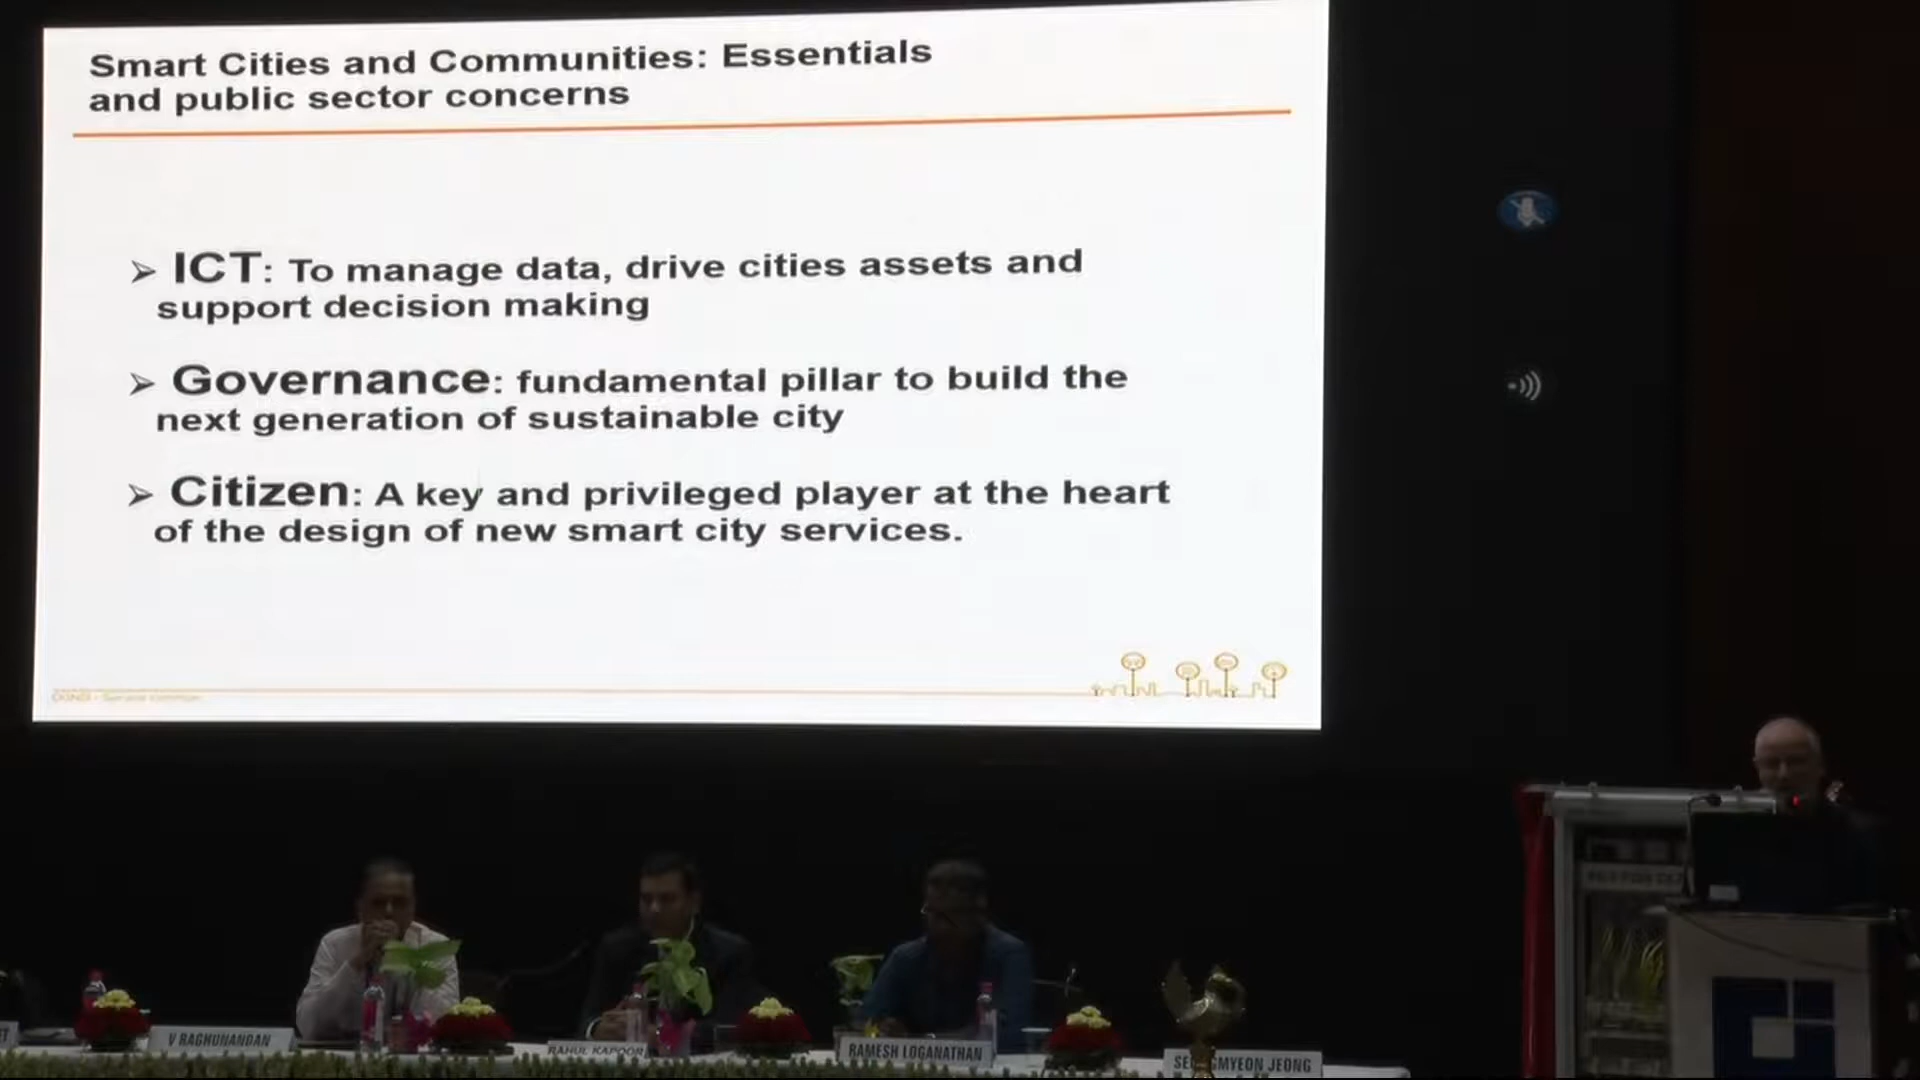 Smart Cities and Communities: Essentials
and public sector concerns
➢ ICT: To manage data, drive cities assets and
support decision making
➢ Governance: fundamental pillar to build the
next generation of sustainable city
➢ Citizen: A key and privileged player at the heart
of the design of new smart city services.
V RAGHUNANDAN
RAHUL KAPOOR
RAMESH LOGANATHAN
JEONG